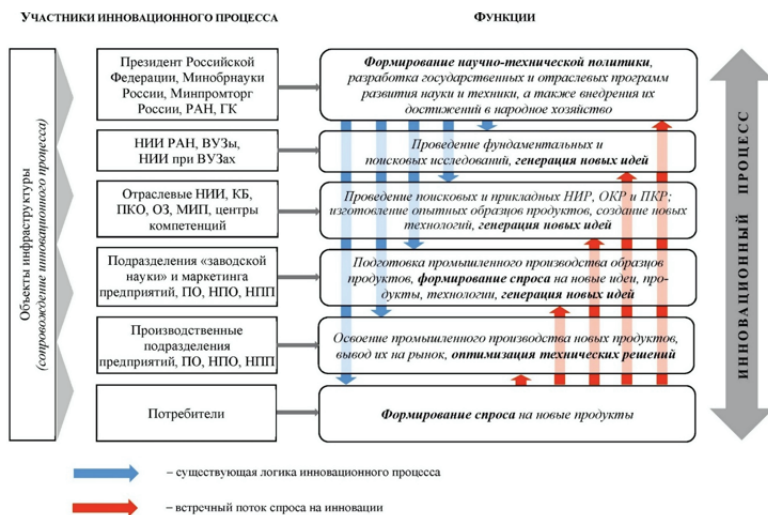 УЧАСТНИКИ ИННОВАЦИОННОГО ПРОЦЕССА
ФУНКЦИИ
Объекты инфраструктуры
(сопровождение инновационного процесса)
Президент Российской
Федерации, Минобрнауки
России, Минпромторг
России, РАН, ГК
Формирование научно-технической политики,
разработка государственных и отраслевых программ
развития науки и техники, а также внедрения их
достижений в народное хозяйство
НИИ РАН, ВУЗы,
НИИ при ВУЗах
Проведение фундаментальных и
поисковых исследований, генерация новых идей
Отраслевые НИИ, КБ,
ПКО, ОЗ, МИП, центры
компетенций
Проведение поисковых и прикладных НИР, ОКР и ПКР;
изготовление опытных образцов продуктов, создание новых
технологий, генерация новых идей
Подразделения «заводской
науки» и маркетинга
предприятий, ПО, НПО, НПП
Подготовка промышленного производства образцов
продуктов, формирование спроса на новые идеи, про-
дукты, технологии, генерация новых идей
Производственные
подразделения
предприятий, ПО, НПО, НПП
Освоение промышленного производства новых продуктов,
вывод их на рынок, оптимизация технических решений
Потребители
Формирование спроса на новые продукты
ИННОВАЦИОННЫЙ ПРОЦЕСС
– существующая логика инновационного процесса
– встречный поток спроса на инновации